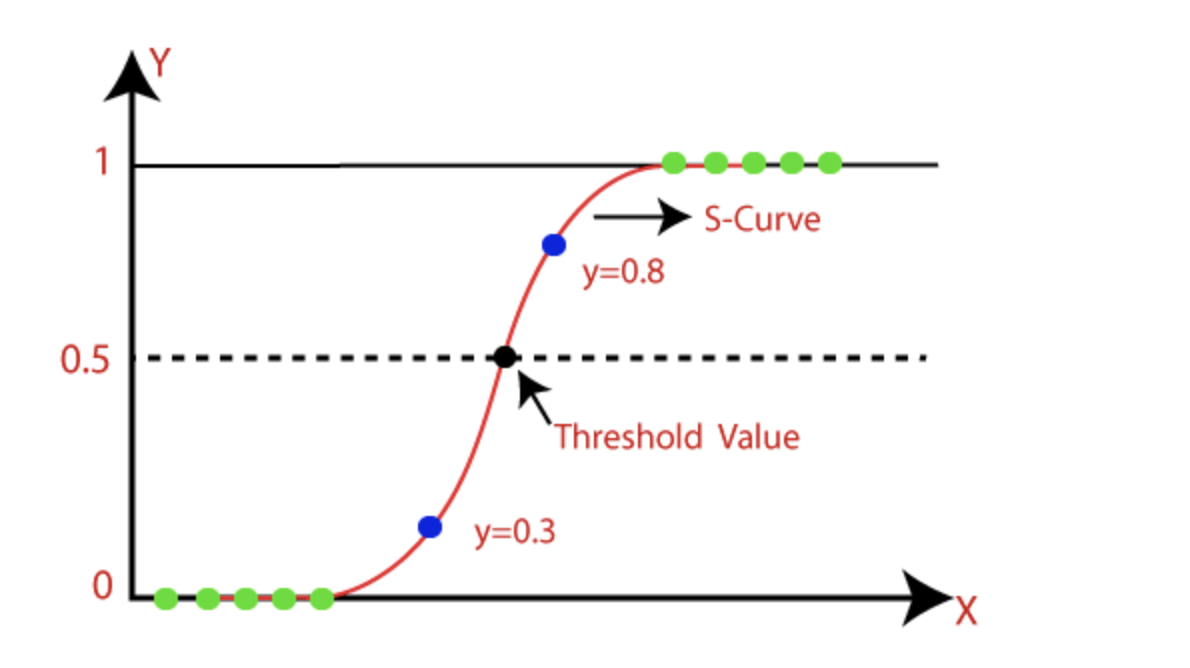 Y
1
S-Curve
y=0.8
0.5
Threshold Value
y=0.3
0
X